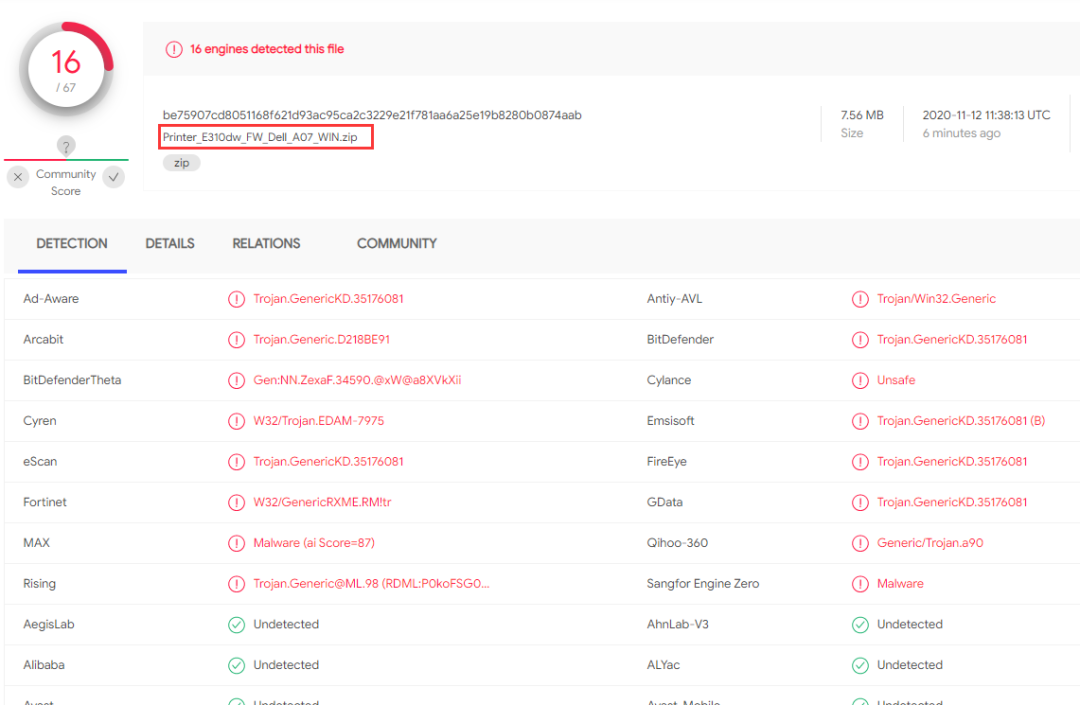 16
/ 67
?
Community
Score
16 engines detected this file
be75907cd8051168f621d93ac95ca2c3229e21f781aa6a25e19b8280b0874aab
Printer_E310dw_FW_Dell_A07_WIN.zip
zip
7.56 MB
Size
2020-11-12 11:38:13 UTC
6 minutes ago
DETECTION DETAILS RELATIONS COMMUNITY
Ad-Aware Trojan.GenericKD.35176081 Antiy-AVL Trojan/Win32.Generic
Arcabit Trojan.Generic.D218BE91 BitDefender Trojan.GenericKD.35176081
BitDefenderTheta Gen:NN.ZexaF.34590.@xW@a8XVkXii Cylance Unsafe
Cyren W32/Trojan.EDAM-7975 Emsisoft Trojan.GenericKD.35176081 (B)
eScan Trojan.GenericKD.35176081 FireEye Trojan.GenericKD.35176081
Fortinet W32/GenericRXME.RM!tr GData Trojan.GenericKD.35176081
MAX Malware (ai Score=87) Qihoo-360 Generic/Trojan.a90
Rising Trojan.Generic@ML.98 (RDML:P0koFSG0... Sangfor Engine Zero Malware
AegisLab Undetected AhnLab-V3 Undetected
Alibaba Undetected ALYac Undetected
Avast Undetected Avast-Mobile Undetected